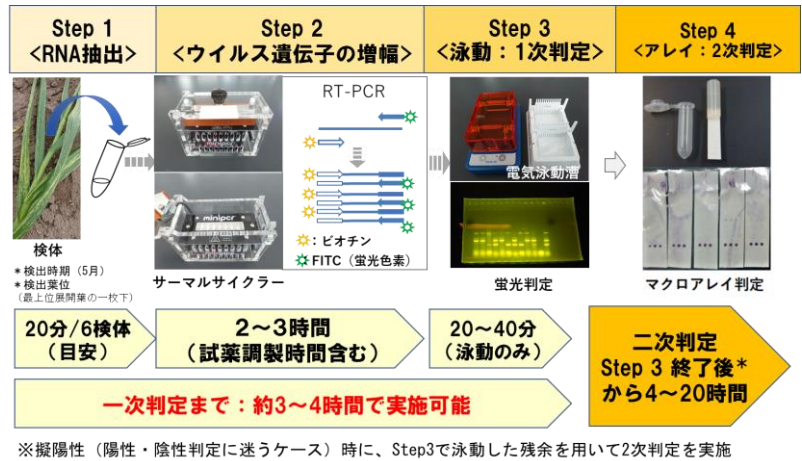 Step 1
<RNA抽出>
Step 2
<ウイルス遺伝子の増幅>
Step 3
<泳動：1次判定>
Step 4
<アレイ：2次判定>
RT-PCR
minipcr
：ビオチン
FITC（蛍光色素）
電気泳動漕
検体
＊検出時期（5月）
＊検出葉位
（最上位展開葉の一枚下）
サーマルサイクラー
蛍光判定
マクロアレイ判定
20分/6検体
（目安）
2～3時間
（試薬調製時間含む）
20～40分
（泳動のみ）
二次判定
Step 3 終了後*
から4～20時間
一次判定まで：約3～4時間で実施可能
※擬陽性（陽性・陰性判定に迷うケース）時に、Step3で泳動した残余を用いて2次判定を実施